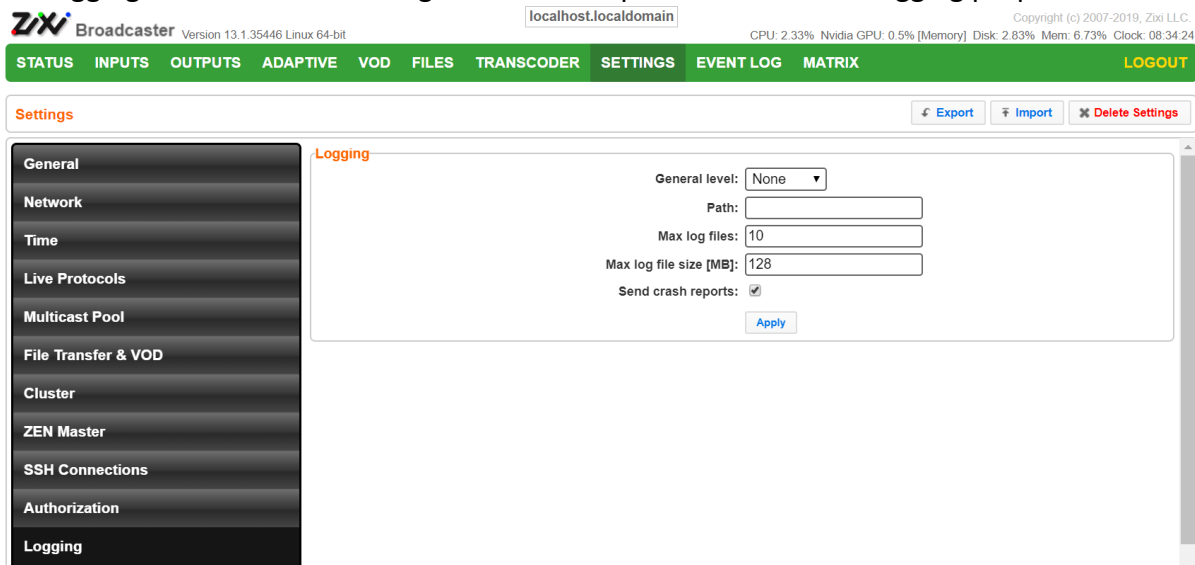 ZiXi Broadcaster Version 13.1.35446 Linux 64-bit
localhost.localdomain
Copyright (c) 2007-2019, Zixi LLC.
CPU: 2.33% Nvidia GPU: 0.5% [Memory] Disk: 2.83% Mem: 6.73% Clock: 08:34:24
STATUS INPUTS OUTPUTS ADAPTIVE VOD FILES TRANSCODER SETTINGS EVENT LOG MATRIX LOGOUT
Settings
Export Import Delete Settings
General
Network
Time
Live Protocols
Multicast Pool
File Transfer & VOD
Cluster
ZEN Master
SSH Connections
Authorization
Logging
Logging
General level: None
Path:
Max log files: 10
Max log file size [MB]: 128
Send crash reports:
Apply